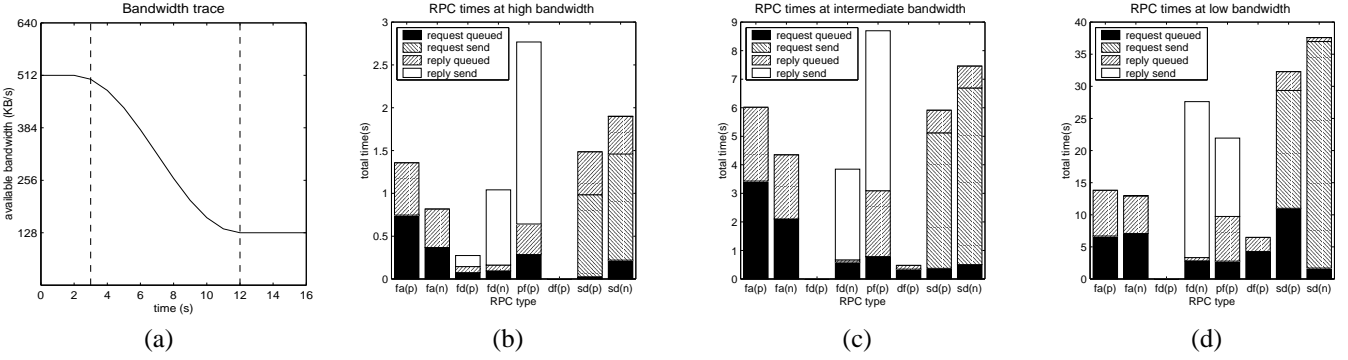 Bandwidth trace
640
512
384
256
128
available bandwidth (KB/s)
0 2 4 6 8 10 12 14 16
time (s)
(a)
RPC times at high bandwidth
3
2.5
2
1.5
1
0.5
0
total time(s)
request queued
request send
reply queued
reply send
fa(p) fa(n) fd(p) fd(n) pf(p) df(p) sd(p) sd(n)
RPC type
(b)
RPC times at intermediate bandwidth
9
8
7
6
5
4
3
2
1
0
total time(s)
request queued
request send
reply queued
reply send
fa(p) fa(n) fd(p) fd(n) pf(p) df(p) sd(p) sd(n)
RPC type
(c)
RPC times at low bandwidth
40
35
30
25
20
15
10
5
0
total time(s)
request queued
request send
reply queued
reply send
fa(p) fa(n) fd(p) fd(n) pf(p) df(p) sd(p) sd(n)
RPC type
(d)